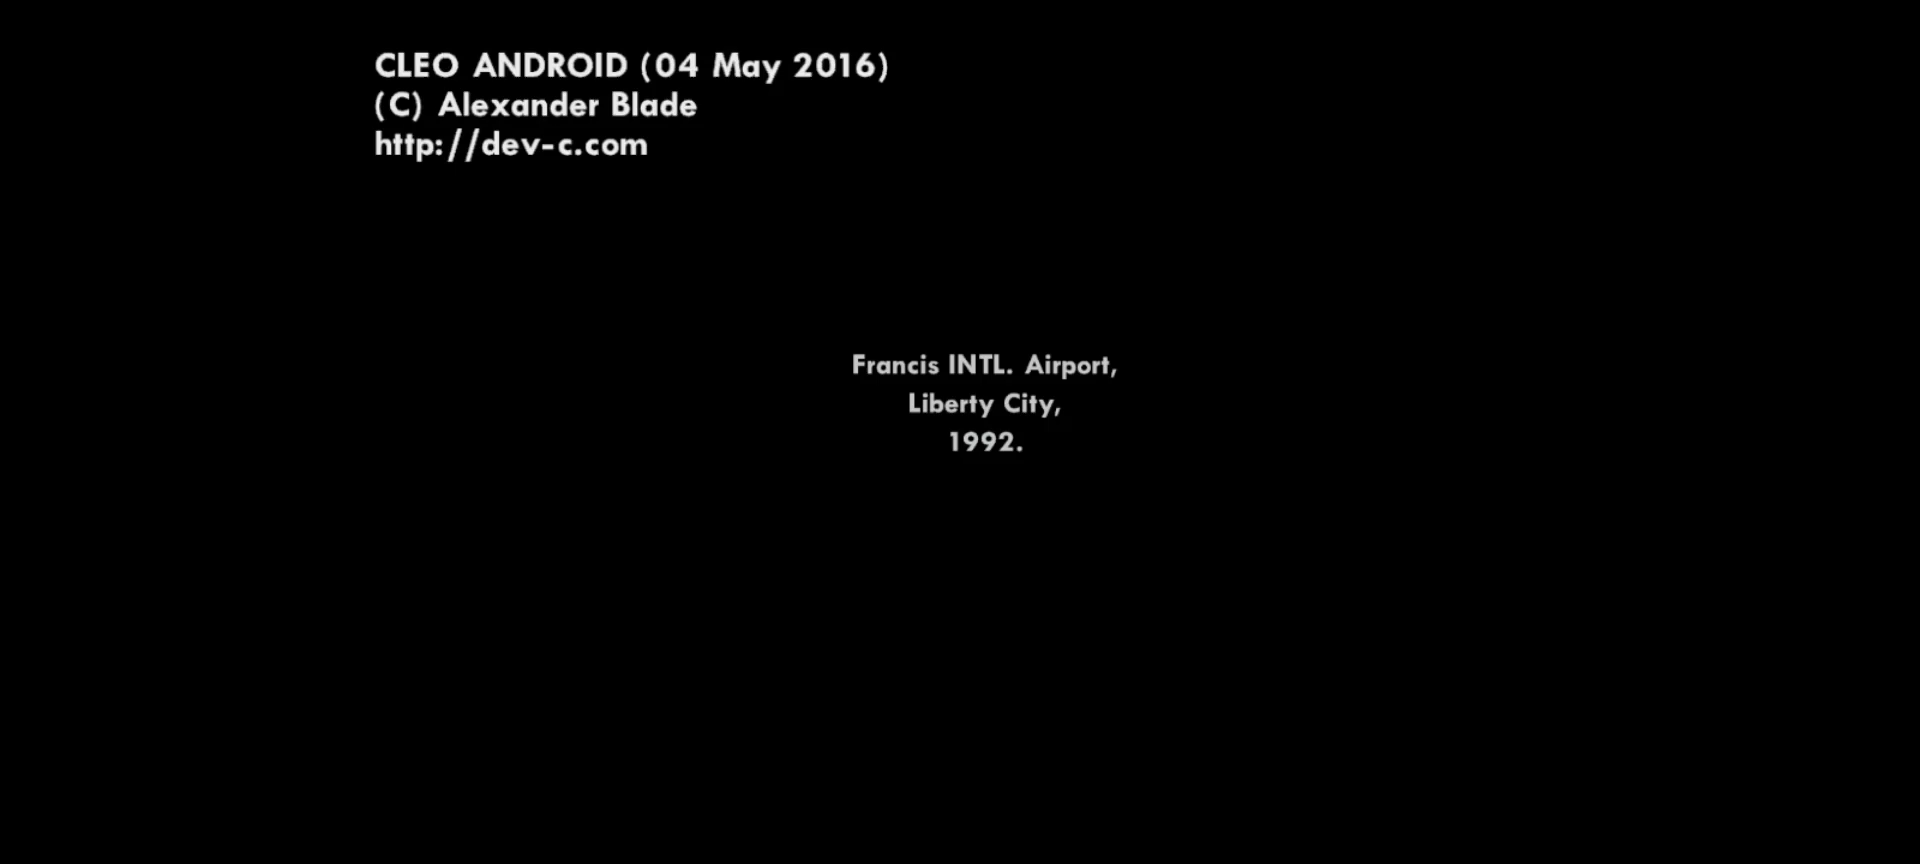 CLEO ANDROID (04 May 2016)
(C) Alexander Blade
http://dev-c.com
Francis INTL. Airport,
Liberty City,
1992.